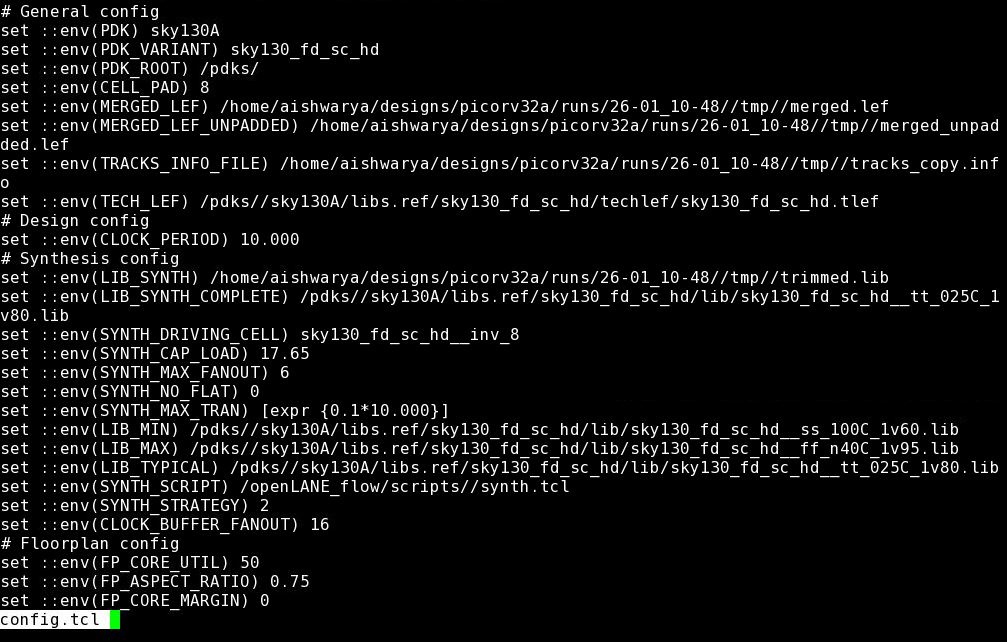 # General config
set ::env(PDK) sky130A
set ::env(PDK_VARIANT) sky130_fd_sc_hd
set ::env(PDK_ROOT) /pdks/
set ::env(CELL_PAD) 8
set ::env(MERGED_LEF) /home/aishwarya/designs/picorv32a/runs/26-01_10-48//tmp//merged.lef
set ::env(MERGED_LEF_UNPADDED) /home/aishwarya/designs/picorv32a/runs/26-01_10-48//tmp//merged_unpad
ded.lef
set ::env(TRACKS_INFO_FILE) /home/aishwarya/designs/picorv32a/runs/26-01_10-48//tmp//tracks_copy.inf
o
set ::env(TECH_LEF) /pdks//sky130A/libs.ref/sky130_fd_sc_hd/techlef/sky130_fd_sc_hd.tlef
# Design config
set ::env(CLOCK_PERIOD) 10.000
# Synthesis config
set ::env(LIB_SYNTH) /home/aishwarya/designs/picorv32a/runs/26-01_10-48//tmp//trimmed.lib
set ::env(LIB_SYNTH_COMPLETE) /pdks//sky130A/libs.ref/sky130_fd_sc_hd/lib/sky130_fd_sc_hd__tt_025C_1
v80.lib
set ::env(SYNTH_DRIVING_CELL) sky130_fd_sc_hd__inv_8
set ::env(SYNTH_CAP_LOAD) 17.65
set ::env(SYNTH_MAX_FANOUT) 6
set ::env(SYNTH_NO_FLAT) 0
set ::env(SYNTH_MAX_TRAN) [expr {0.1*10.000}]
set ::env(LIB_MIN) /pdks//sky130A/libs.ref/sky130_fd_sc_hd/lib/sky130_fd_sc_hd__ss_100C_1v60.lib
set ::env(LIB_MAX) /pdks//sky130A/libs.ref/sky130_fd_sc_hd/lib/sky130_fd_sc_hd__ff_n40C_1v95.lib
set ::env(LIB_TYPICAL) /pdks//sky130A/libs.ref/sky130_fd_sc_hd/lib/sky130_fd_sc_hd__tt_025C_1v80.lib
set ::env(SYNTH_SCRIPT) /openLANE_flow/scripts//synth.tcl
set ::env(SYNTH_STRATEGY) 2
set ::env(CLOCK_BUFFER_FANOUT) 16
# Floorplan config
set ::env(FP_CORE_UTIL) 50
set ::env(FP_ASPECT_RATIO) 0.75
set ::env(FP_CORE_MARGIN) 0
config.tcl